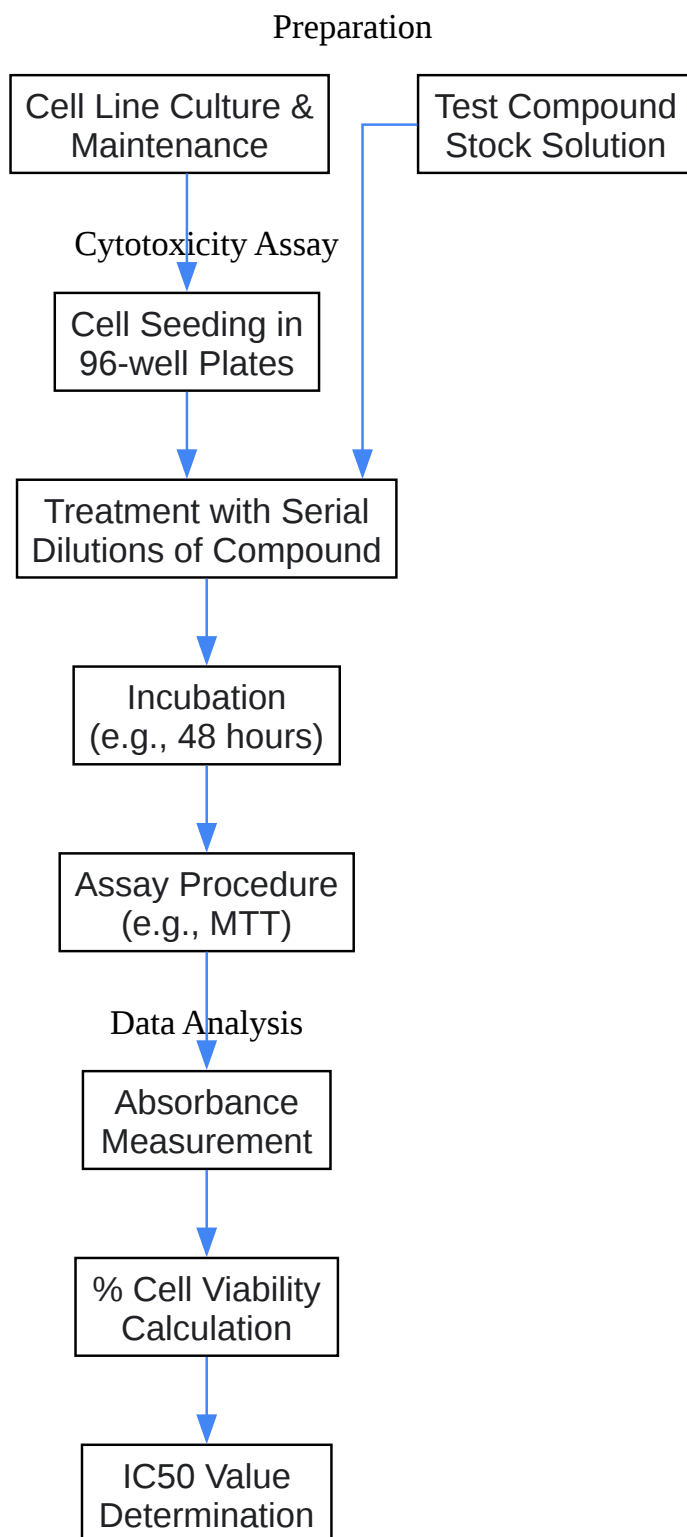 Preparation
Cell Line Culture &
Maintenance
Test Compound
Stock Solution
Cytotoxicity Assay
Cell Seeding in
96-well Plates
Treatment with Serial
Dilutions of Compound
Incubation
(e.g., 48 hours)
Assay Procedure
(e.g., MTT)
Data Analysis
Absorbance
Measurement
% Cell Viability
Calculation
IC50 Value
Determination